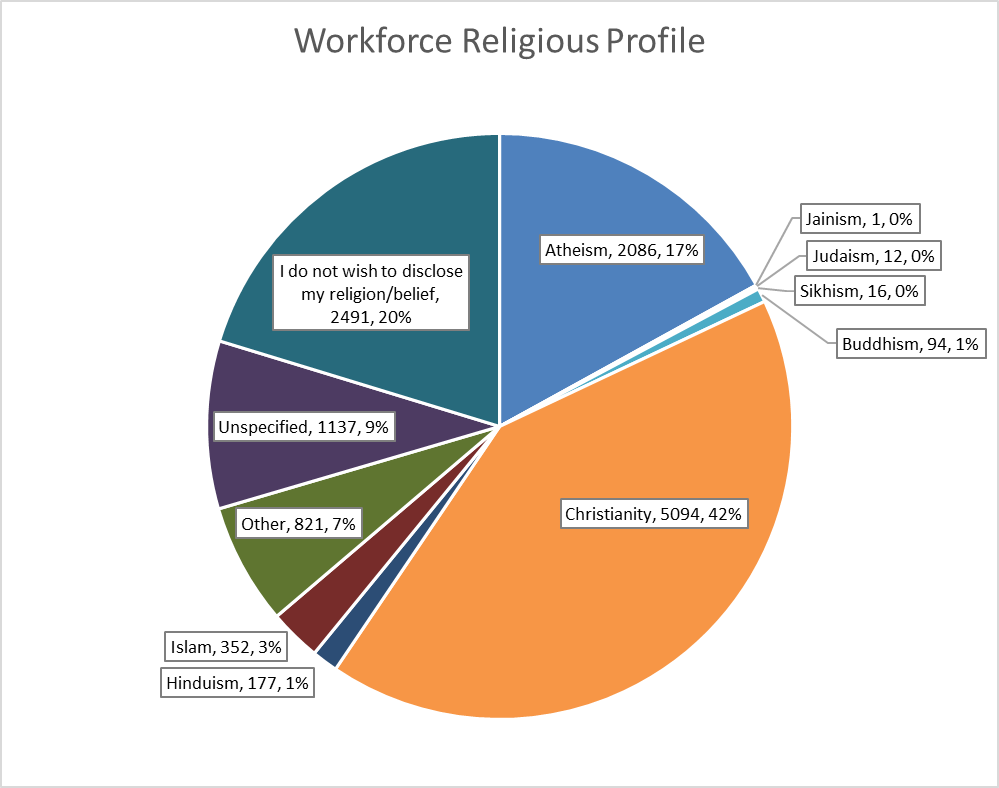 Workforce Religious Profile
Jainism, 1, 0%
Atheism, 2086, 17%
Judaism, 12, 0%
I do not wish to disclose
my religion/belief,
2491, 20%
Sikhism, 16, 0%
Buddhism, 94, 1%
Unspecified, 1137, 9%
Christianity, 5094, 42%
Other, 821, 7%
Islam, 352, 3%
Hinduism, 177, 1%